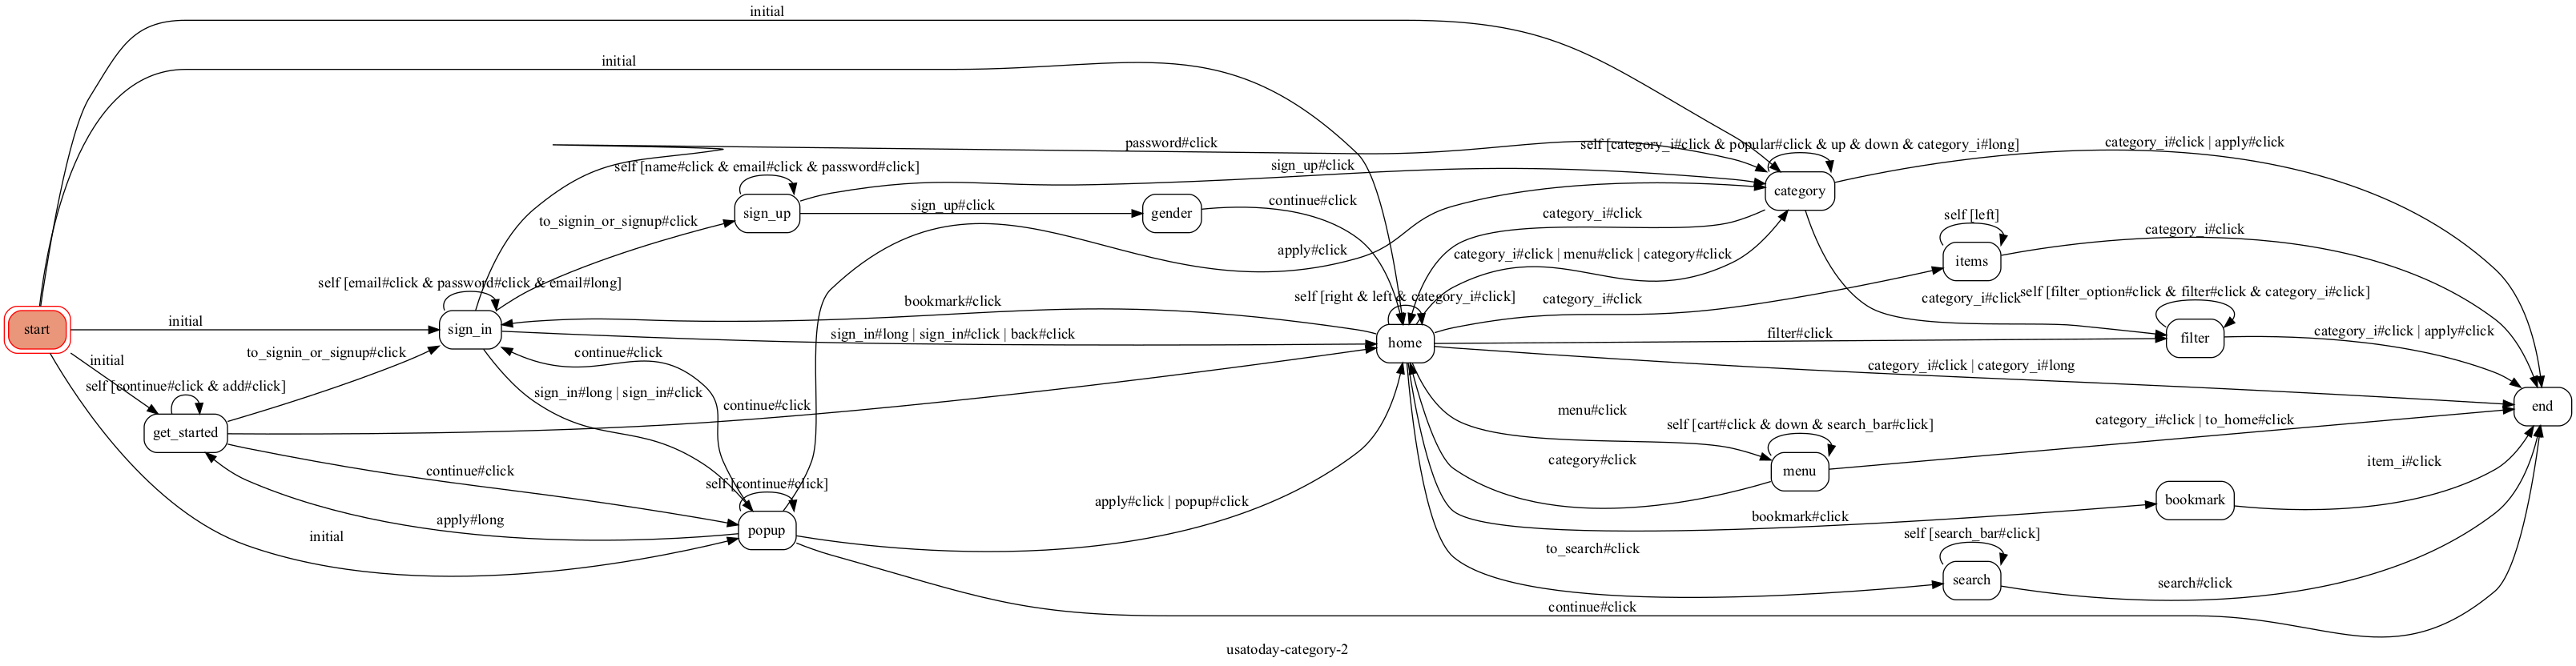 initial
initial
password#click
self [category_i#click & popular#click & up & down & category_i#long]
category_i#click | apply#click
self [name#click & email#click & password#click]
sign_up#click
category
sign_up
sign_up#click
gender
continue#click
category_i#click
self [left]
to_signin_or_signup#click
category_i#click
apply#click
category_i#click | menu#click | category#click
items
self [email#click & password#click & email#long]
bookmark#click
self [right & left & category_i#click]
category_i#click
category_i#click
self [filter_option#click & filter#click & category_i#click]
start
initial
sign_in
sign_in#long | sign_in#click | back#click
home
filter#click
filter
category_i#click | apply#click
initial
to_signin_or_signup#click
continue#click
category_i#click | category_i#long
self [continue#click & add#click]
sign_in#long | sign_in#click
continue#click
menu#click
end
get_started
self [cart#click & down & search_bar#click]
category_i#click | to_home#click
continue#click
category#click
menu
item_i#click
self [continue#click]
apply#click | popup#click
bookmark
apply#long
popup
bookmark#click
initial
to_search#click
self [search_bar#click]
search
search#click
continue#click
usatoday-category-2